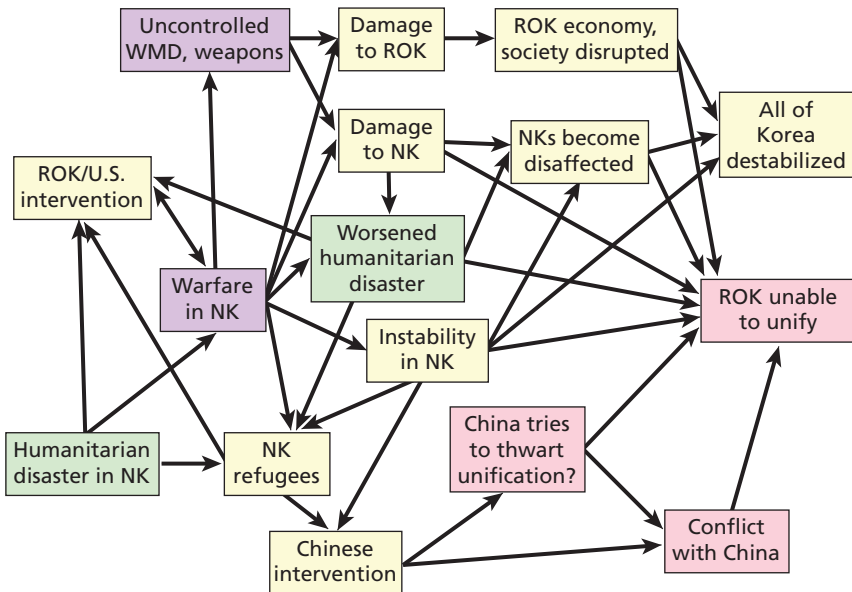 Uncontrolled
WMD, weapons
Damage
to ROK
ROK economy,
society disrupted
All of
Korea
destabilized
Damage
to NK
NKs become
disaffected
ROK/U.S.
intervention
Worsened
humanitarian
disaster
Warfare
in NK
ROK unable
to unify
Instability
in NK
China tries
to thwart
unification?
Humanitarian
disaster in NK
NK
refugees
Conflict
with China
Chinese
intervention